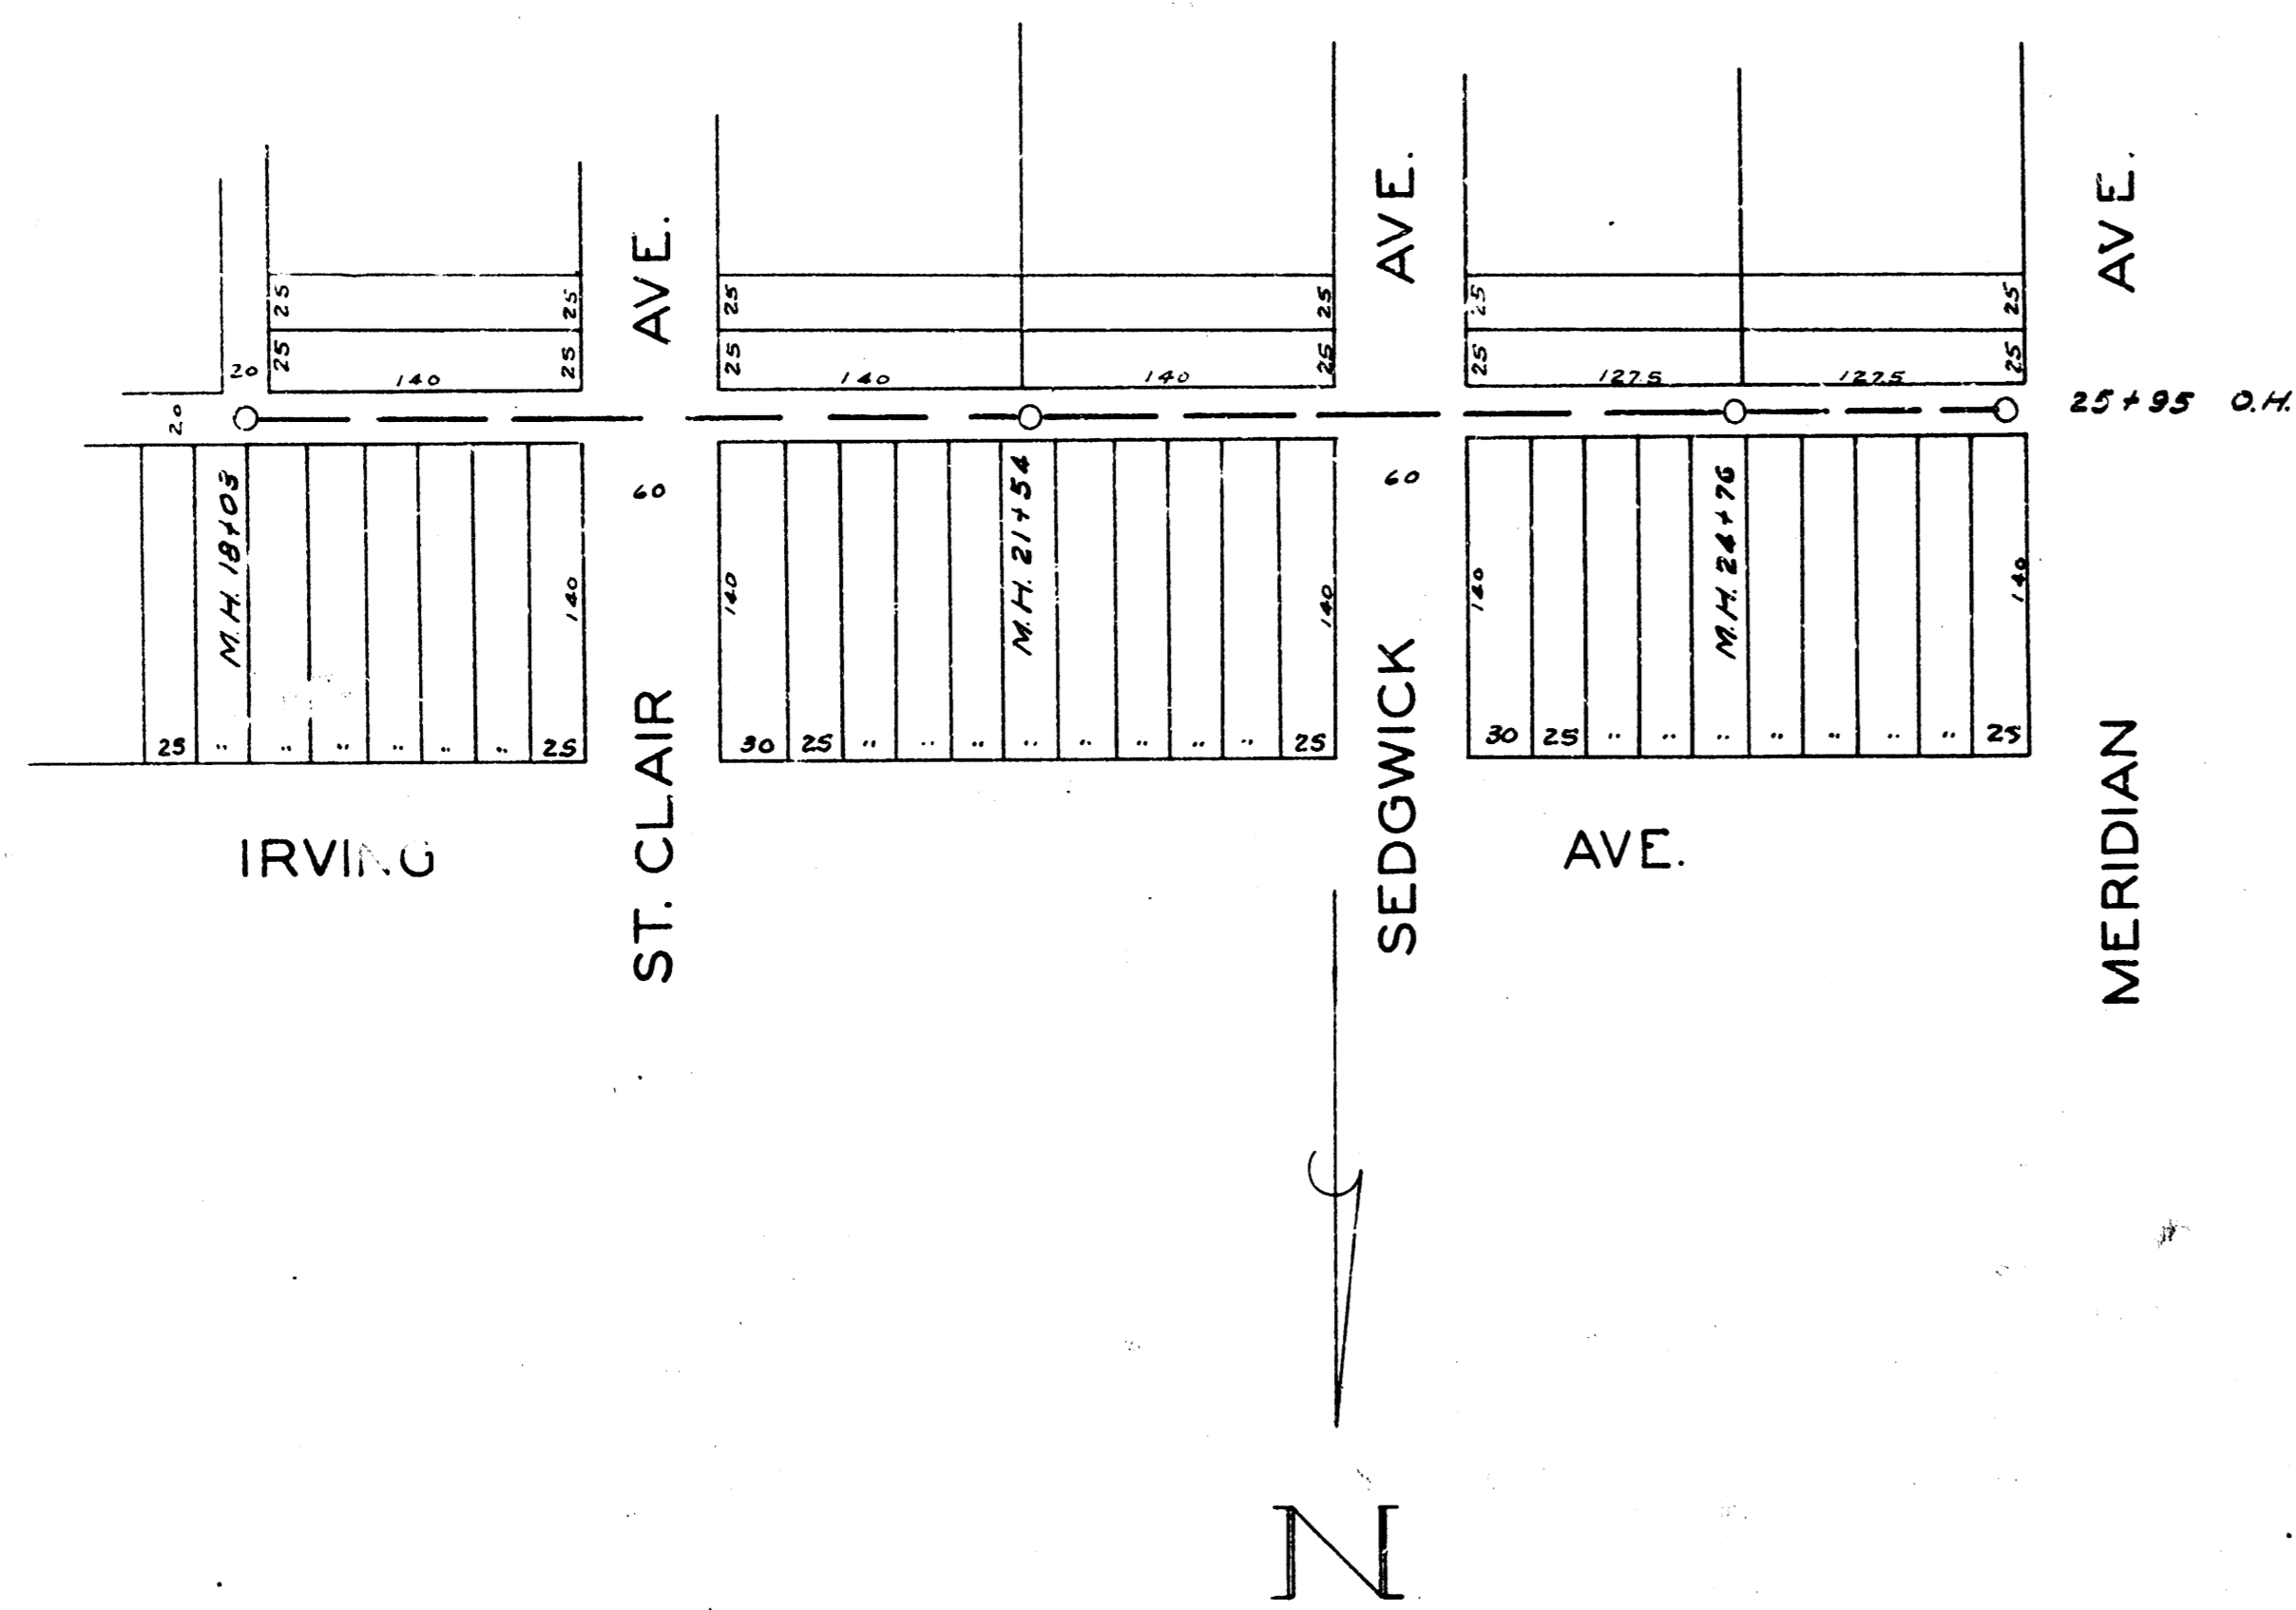 AVE. AVE. AVE.
25 25 25 25 25 25
25 25 25 25 25 25
20 140 140 140 127.5 127.5
20 25+95 O.H.
M.H. 18+03 60 M.H. 21+54 60 M.H. 24+76
140 140 140 140 140
25 " " " " " " 25 30 25 " " " " " " " " 25 30 25 " " " " " " " 25
IRVING ST. CLAIR SEDGWICK AVE. MERIDIAN
N